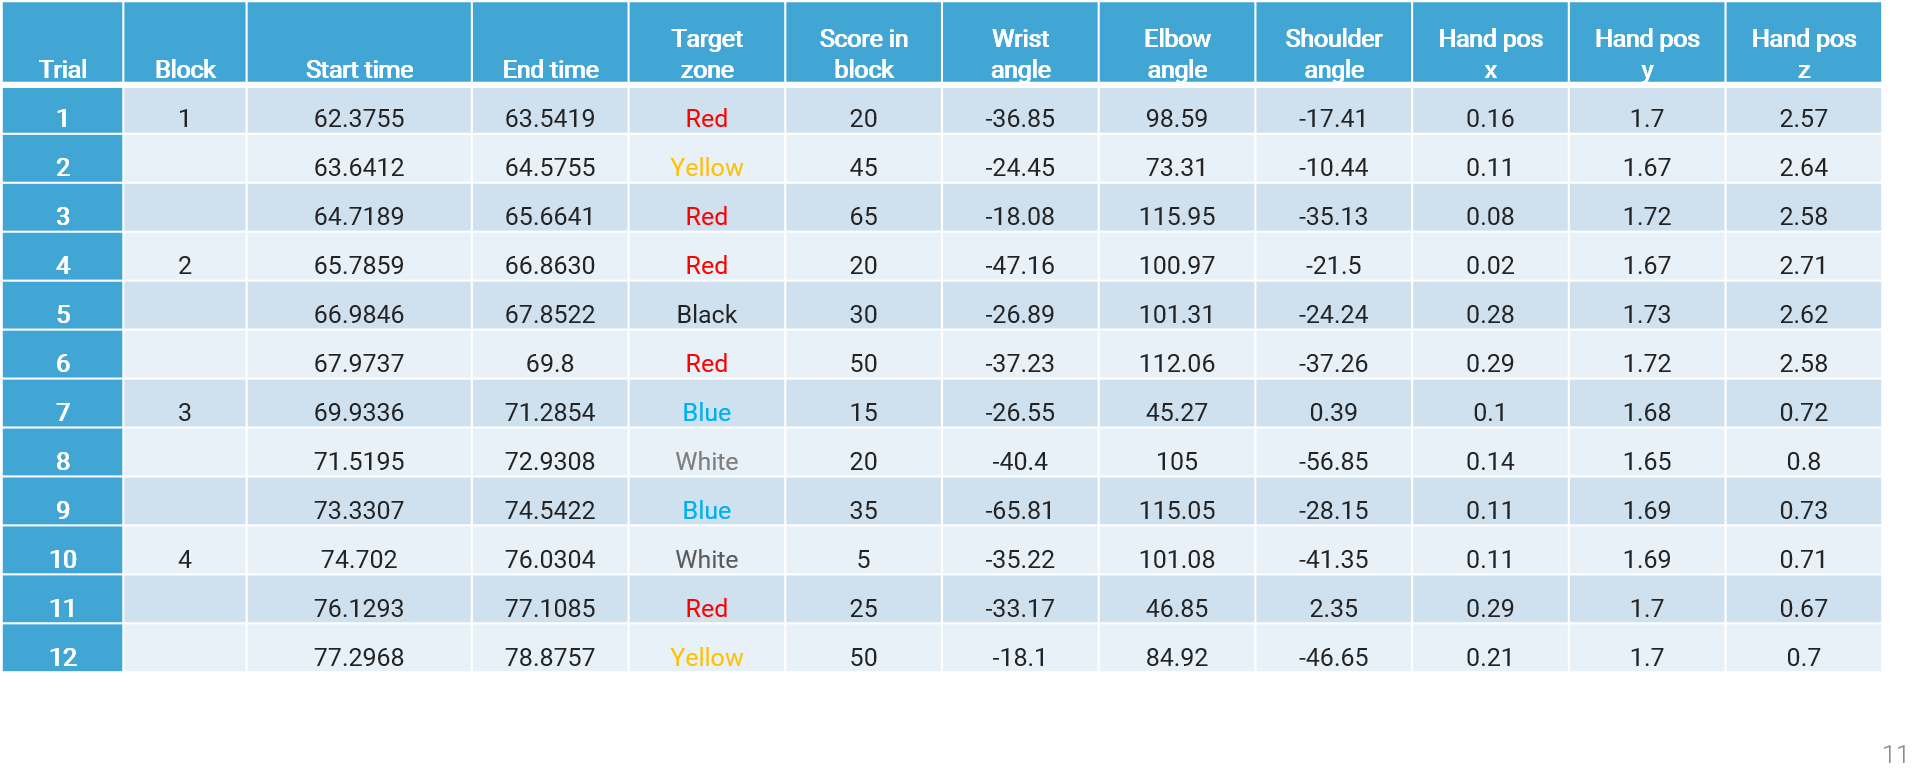 Trial Block Start time End time Target zone Score in block Wrist angle Elbow angle Shoulder angle Hand pos x Hand pos y Hand pos z
1 1 62.3755 63.5419 Red 20 -36.85 98.59 -17.41 0.16 1.7 2.57
2 63.6412 64.5755 Yellow 45 -24.45 73.31 -10.44 0.11 1.67 2.64
3 64.7189 65.6641 Red 65 -18.08 115.95 -35.13 0.08 1.72 2.58
4 2 65.7859 66.8630 Red 20 -47.16 100.97 -21.5 0.02 1.67 2.71
5 66.9846 67.8522 Black 30 -26.89 101.31 -24.24 0.28 1.73 2.62
6 67.9737 69.8 Red 50 -37.23 112.06 -37.26 0.29 1.72 2.58
7 3 69.9336 71.2854 Blue 15 -26.55 45.27 0.39 0.1 1.68 0.72
8 71.5195 72.9308 White 20 -40.4 105 -56.85 0.14 1.65 0.8
9 73.3307 74.5422 Blue 35 -65.81 115.05 -28.15 0.11 1.69 0.73
10 4 74.702 76.0304 White 5 -35.22 101.08 -41.35 0.11 1.69 0.71
11 76.1293 77.1085 Red 25 -33.17 46.85 2.35 0.29 1.7 0.67
12 77.2968 78.8757 Yellow 50 -18.1 84.92 -46.65 0.21 1.7 0.7
11